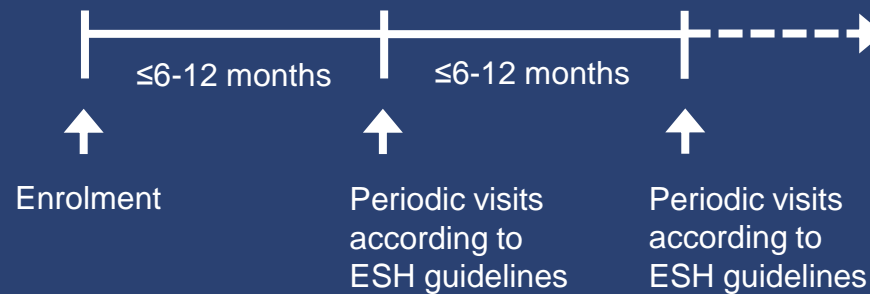 ≤6-12 months
≤6-12 months
Enrolment
Periodic visits
according to
ESH guidelines
Periodic visits
according to
ESH guidelines